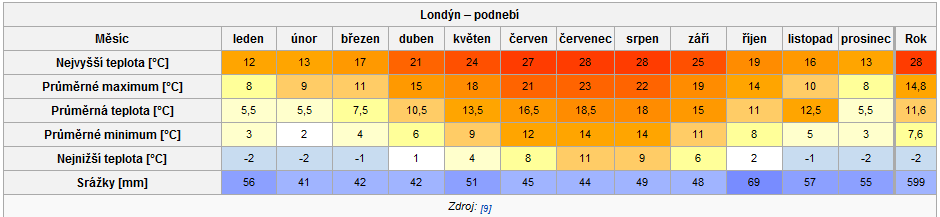 Londýn – podnebí
Měsíc leden únor březen duben květen červen červenec srpen září říjen listopad prosinec Rok
Nejvyšší teplota [°C] 12 13 17 21 24 27 28 28 25 19 16 13 28
Průměrné maximum [°C] 8 9 11 15 18 21 23 22 19 14 10 8 14,8
Průměrná teplota [°C] 5,5 5,5 7,5 10,5 13,5 16,5 18,5 18 15 11 12,5 5,5 11,6
Průměrné minimum [°C] 3 2 4 6 9 12 14 14 11 8 5 3 7,6
Nejnižší teplota [°C] -2 -2 -1 1 4 8 11 9 6 2 -1 -2 -2
Srážky [mm] 56 41 42 42 51 45 44 49 48 69 57 55 599
Zdroj: [9]